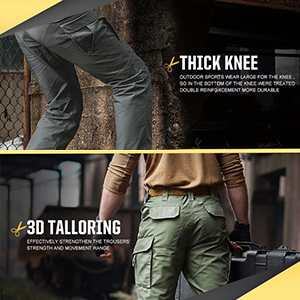 THICK KNEE
OUTDOOR SPORTS WEAR LARGE FOR THE KNEE ,
SO IN THE BOTTOM OF THE KNEE WERE TREATED
DOUBLE REINFORCEMENT MORE DURABLE
3D TALLORING
EFFECTIVELY STRENGTHEN THE TROUSERS'
STRENGTH AND MOVEMENT RANGE